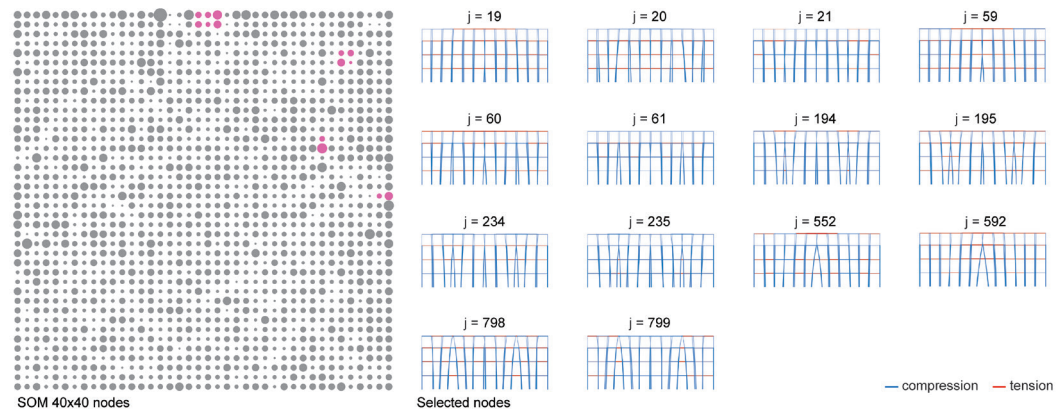 j = 19
j = 20
j = 21
j = 59
j = 60
j = 61
j = 194
j = 195
j = 234
j = 235
j = 552
j = 592
j = 798
j = 799
SOM 40x40 nodes
Selected nodes
compression
tension